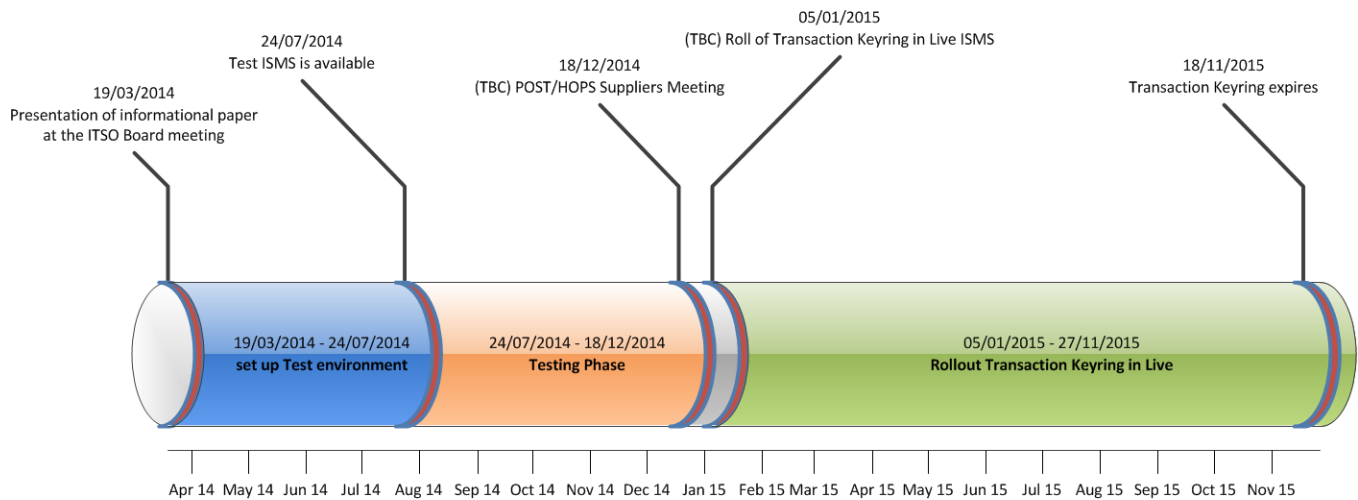 05/01/2015
(TBC) Roll of Transaction Keyring in Live ISMS
24/07/2014
Test ISMS is available
18/12/2014
(TBC) POST/HOPS Suppliers Meeting
18/11/2015
Transaction Keyring expires
19/03/2014
Presentation of informational paper
at the ITSO Board meeting
19/03/2014 - 24/07/2014
set up Test environment
24/07/2014 - 18/12/2014
Testing Phase
05/01/2015 - 27/11/2015
Rollout Transaction Keyring in Live
Apr 14 May 14 Jun 14 Jul 14 Aug 14 Sep 14 Oct 14 Nov 14 Dec 14 Jan 15 Feb 15 Mar 15 Apr 15 May 15 Jun 15 Jul 15 Aug 15 Sep 15 Oct 15 Nov 15